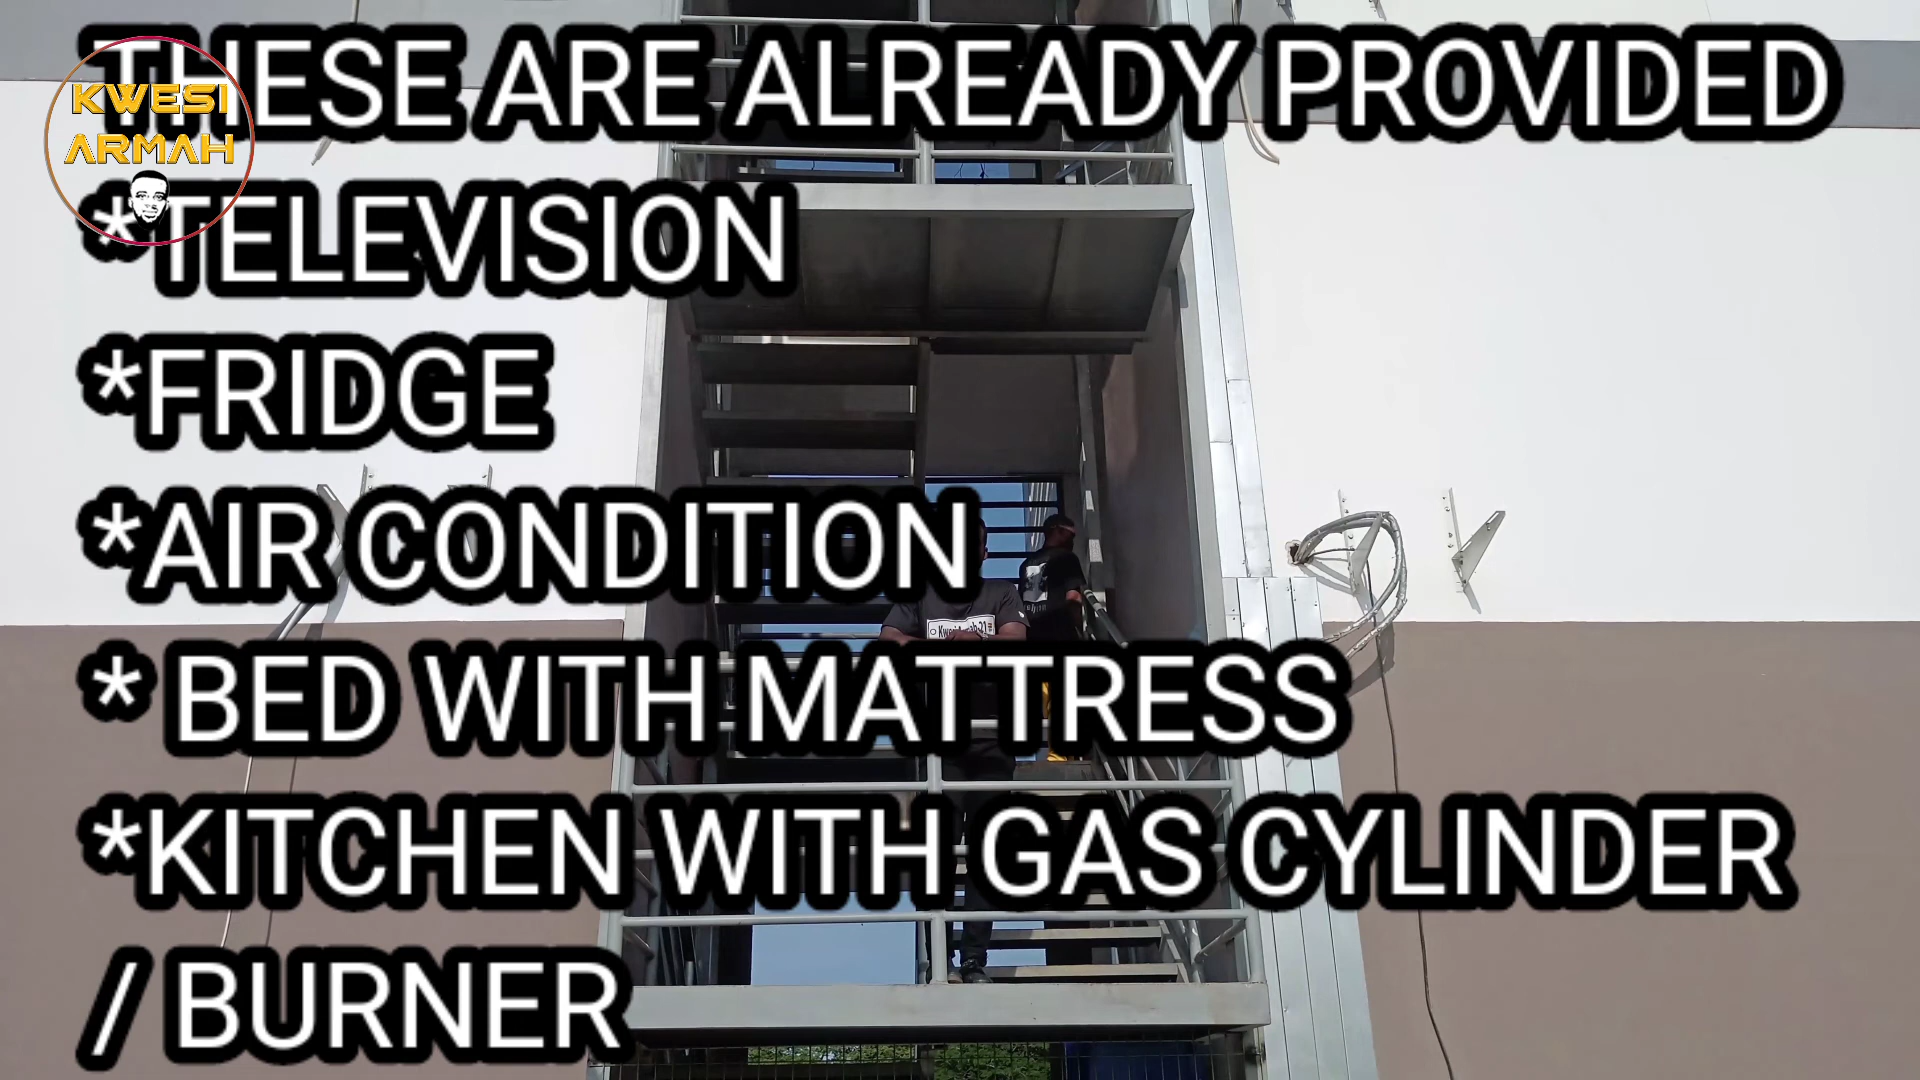 THESE ARE ALREADY PROVIDED
KWESI
ARMAH
*TELEVISION
*FRIDGE
*AIR CONDITION
* BED WITH MATTRESS
*KITCHEN WITH GAS CYLINDER
/ BURNER